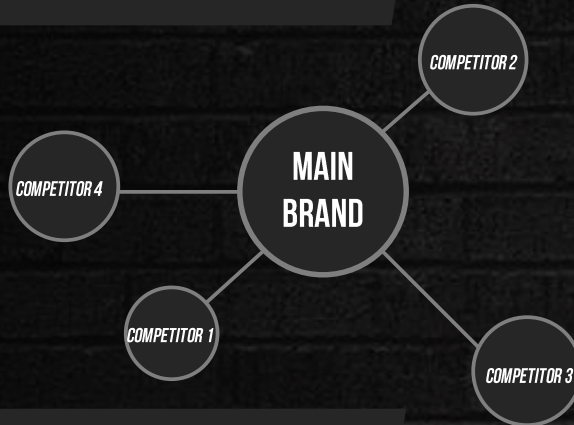 COMPETITOR 2
MAIN
BRAND
COMPETITOR 4
COMPETITOR 1
COMPETITOR 3